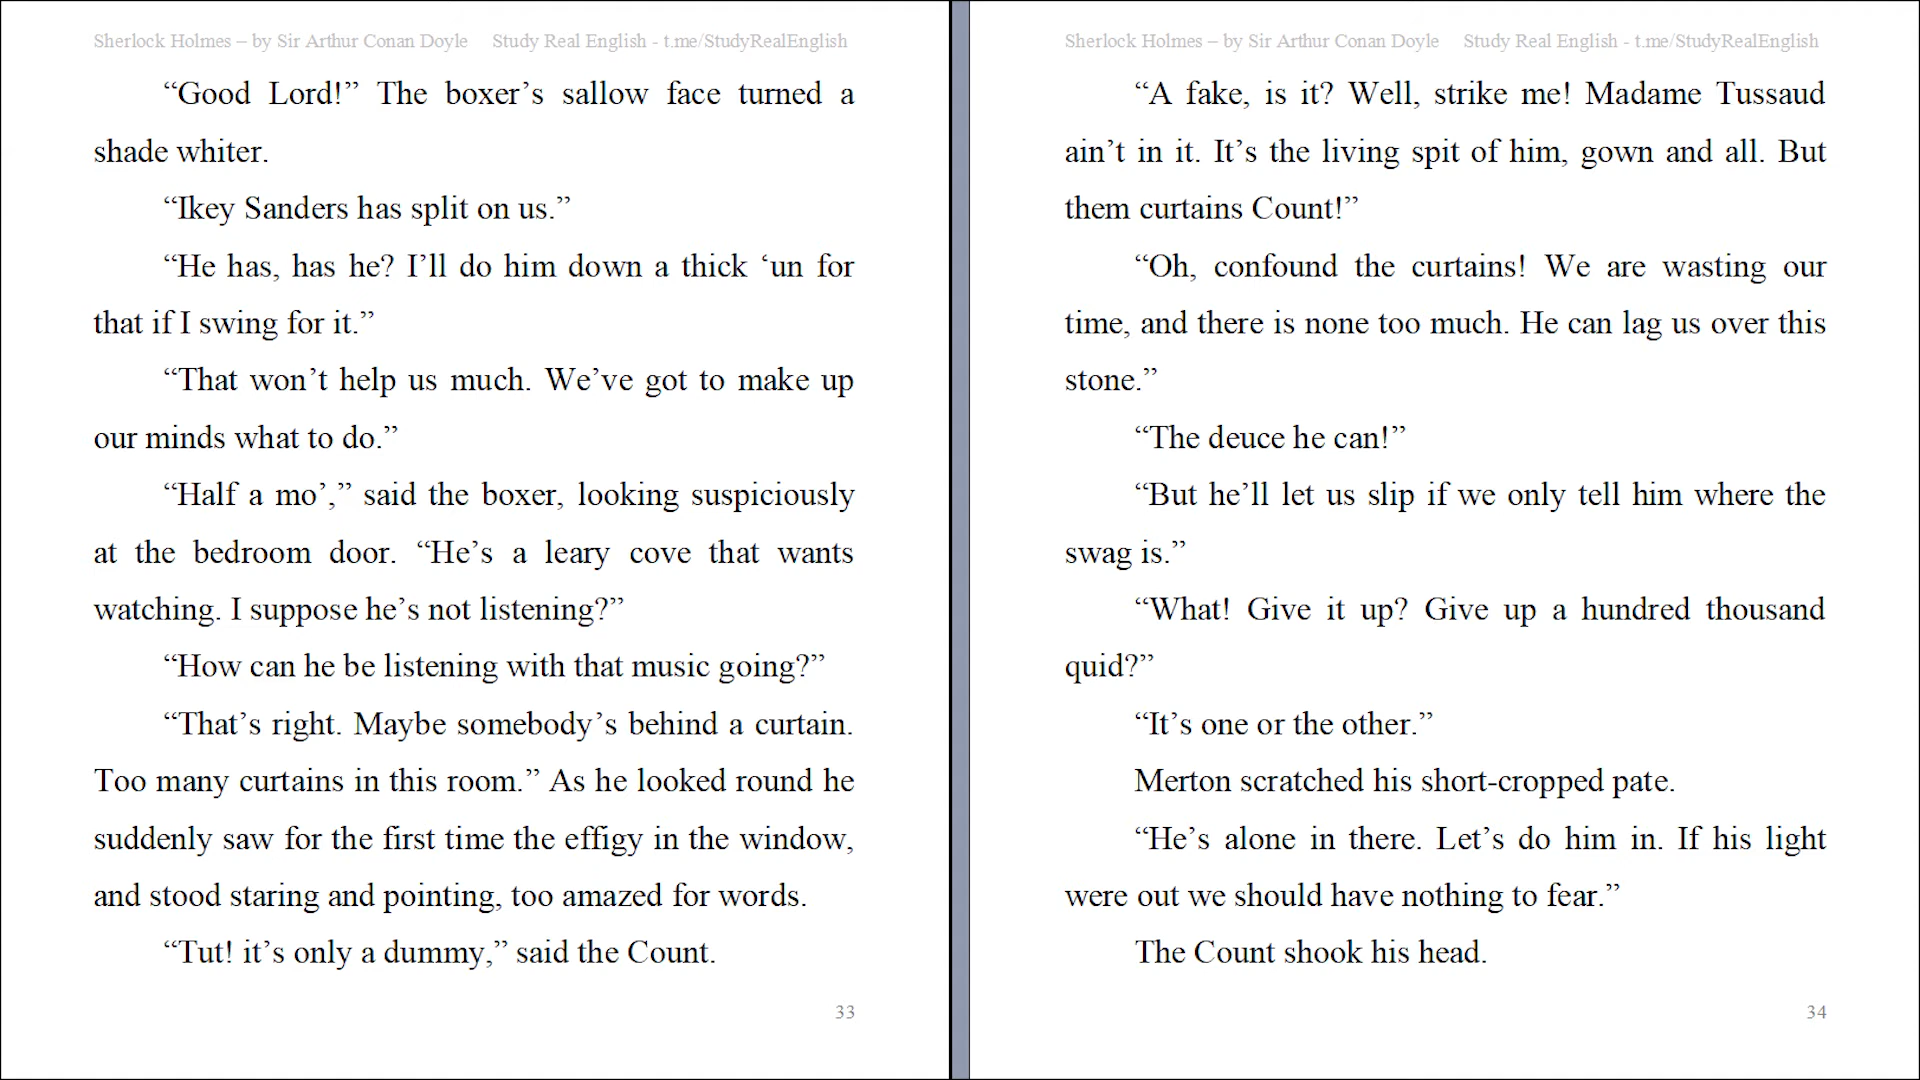 Sherlock Holmes – by Sir Arthur Conan Doyle Study Real English - t.me/StudyRealEnglish
“Good Lord!” The boxer’s sallow face turned a
shade whiter.
“Ikey Sanders has split on us.”
“He has, has he? I’ll do him down a thick ‘un for
that if I swing for it.”
“That won’t help us much. We’ve got to make up
our minds what to do.”
“Half a mo’,” said the boxer, looking suspiciously
at the bedroom door. “He’s a leary cove that wants
watching. I suppose he’s not listening?”
“How can he be listening with that music going?”
“That’s right. Maybe somebody’s behind a curtain.
Too many curtains in this room.” As he looked round he
suddenly saw for the first time the effigy in the window,
and stood staring and pointing, too amazed for words.
“Tut! it’s only a dummy,” said the Count.
33
Sherlock Holmes – by Sir Arthur Conan Doyle Study Real English - t.me/StudyRealEnglish
“A fake, is it? Well, strike me! Madame Tussaud
ain’t in it. It’s the living spit of him, gown and all. But
them curtains Count!”
“Oh, confound the curtains! We are wasting our
time, and there is none too much. He can lag us over this
stone.”
“The deuce he can!”
“But he’ll let us slip if we only tell him where the
swag is.”
“What! Give it up? Give up a hundred thousand
quid?”
“It’s one or the other.”
Merton scratched his short-cropped pate.
“He’s alone in there. Let’s do him in. If his light
were out we should have nothing to fear.”
The Count shook his head.
34